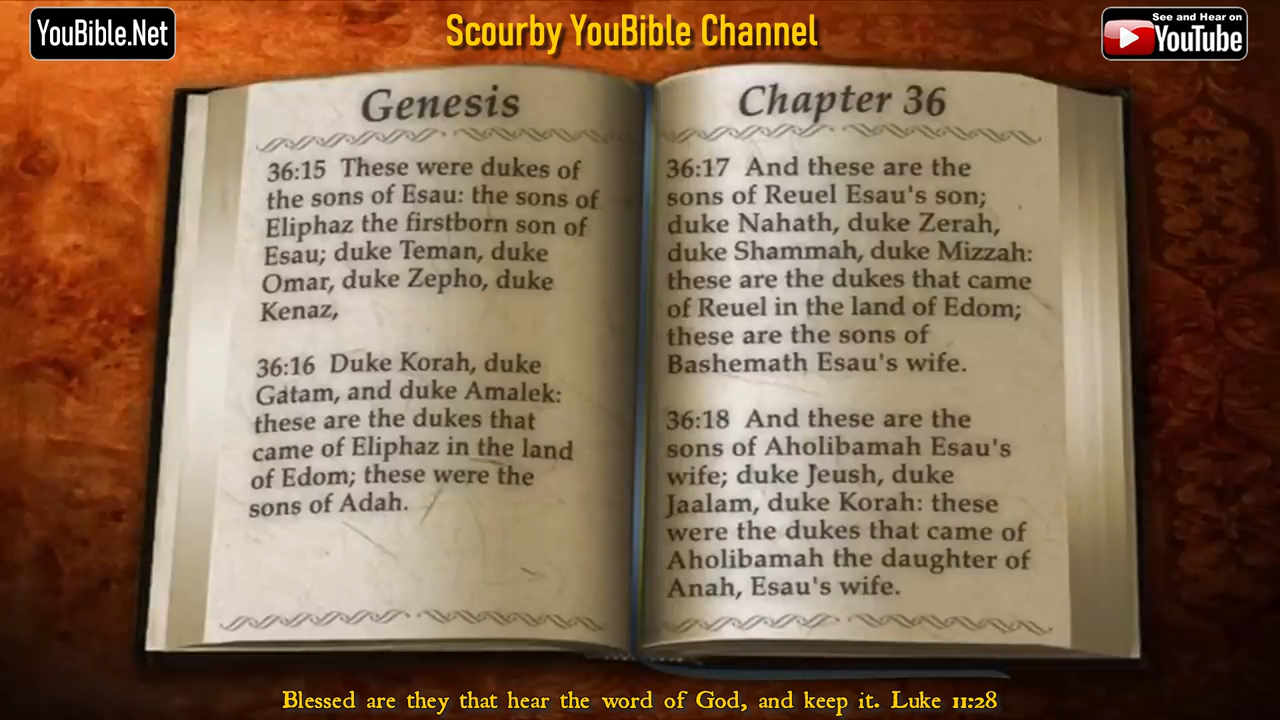 YouBible.Net
Scourby YouBible Channel
See and Hear on
YouTube
Genesis
36:15 These were dukes of
the sons of Esau: the sons of
Eliphaz the firstborn son of
Esau; duke Teman, duke
Omar, duke Zepho, duke
Kenaz,
36:16 Duke Korah, duke
Gatam, and duke Amalek:
these are the dukes that
came of Eliphaz in the land
of Edom; these were the
sons of Adah.
Chapter 36
36:17 And these are the
sons of Reuel Esau's son;
duke Nahath, duke Zerah,
duke Shammah, duke Mizzah:
these are the dukes that came
of Reuel in the land of Edom;
these are the sons of
Bashemath Esau's wife.
36:18 And these are the
sons of Aholibamah Esau's
wife; duke Jeush, duke
Jaalam, duke Korah: these
were the dukes that came of
Aholibamah the daughter of
Anah, Esau's wife.
Blessed are they that hear the word of God, and keep it. Luke 11:28